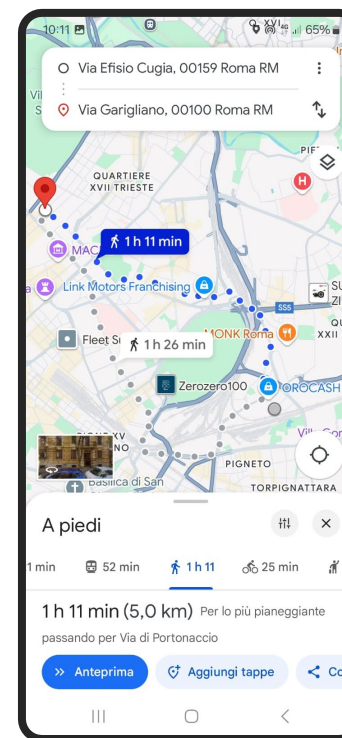 10:11
4G
65%
Via Efisio Cugia, 00159 Roma RM
Via Garigliano, 00100 Roma RM
QUARTIERE
XVII TRIESTE
H
MAC
1 h 11 min
Link Motors Franchising
SS5
Fleet
1 h 26 min
MONK Roma
XXII
Zerozero100
OROCASH
PIGNETO
Basilica di San
TORPIGNATTARA
A piedi
1 min
52 min
1 h 11
25 min
1 h 11 min (5,0 km) Per lo più pianeggiante
passando per Via di Portonaccio
Anteprima
Aggiungi tappe